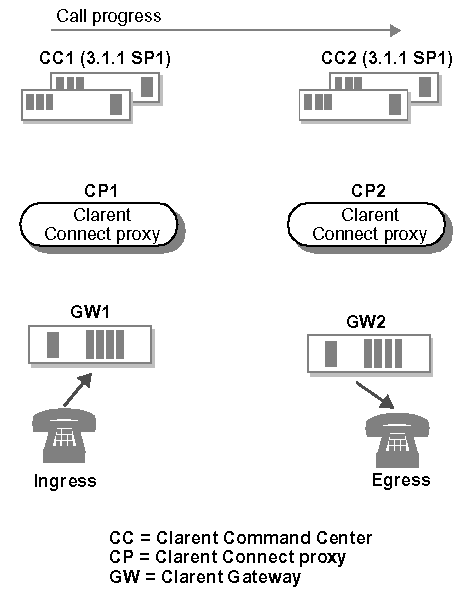 Call progress
CC1 (3.1.1 SP1)
CC2 (3.1.1 SP1)
CP1
Clarent
Connect proxy
CP2
Clarent
Connect proxy
GW1
GW2
Ingress
Egress
CC = Clarent Command Center
CP = Clarent Connect proxy
GW = Clarent Gateway